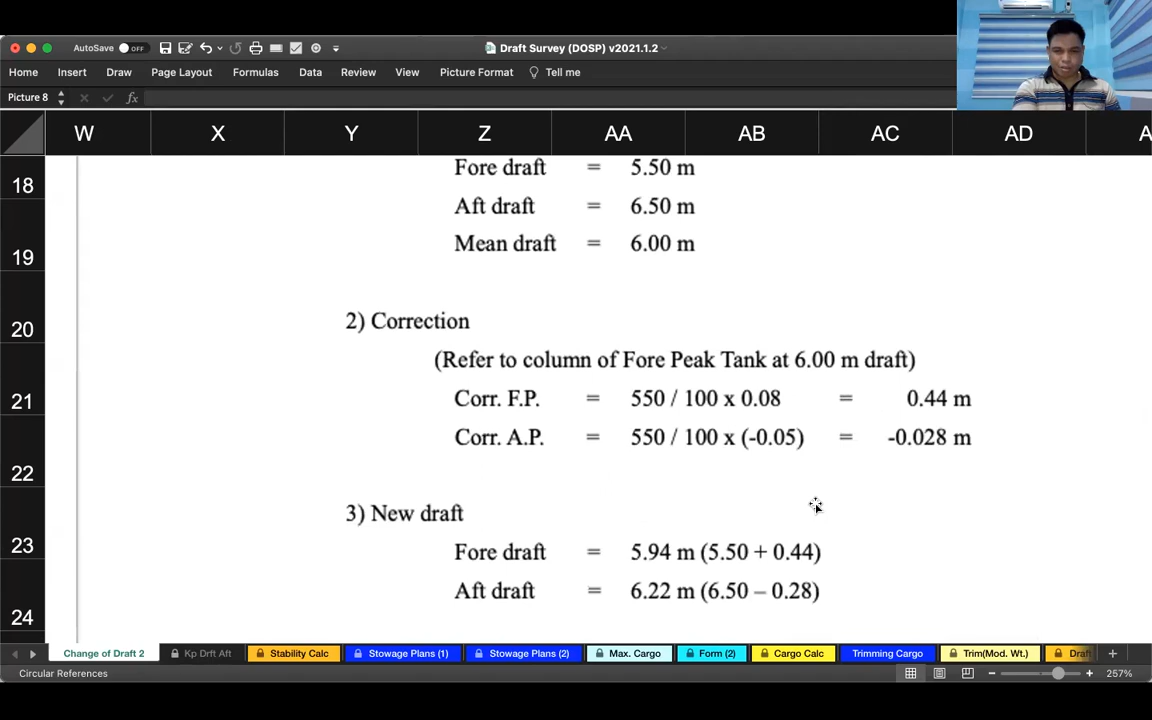 AutoSave OFF
Draft Survey (DOSP) v2021.1.2
Home Insert Draw Page Layout Formulas Data Review View Picture Format Tell me
Picture 8 fx
W X Y Z AA AB AC AD A
18 Fore draft = 5.50 m
Aft draft = 6.50 m
19 Mean draft = 6.00 m
20 2) Correction
(Refer to column of Fore Peak Tank at 6.00 m draft)
21 Corr. F.P. = 550 / 100 x 0.08 = 0.44 m
Corr. A.P. = 550 / 100 x (-0.05) = -0.028 m
22
3) New draft
23 Fore draft = 5.94 m (5.50 + 0.44)
Aft draft = 6.22 m (6.50 – 0.28)
24
Change of Draft 2 Kp Drft Aft Stability Calc Stowage Plans (1) Stowage Plans (2) Max. Cargo Form (2) Cargo Calc Trimming Cargo Trim(Mod. Wt.) Draft +
Circular References 257%